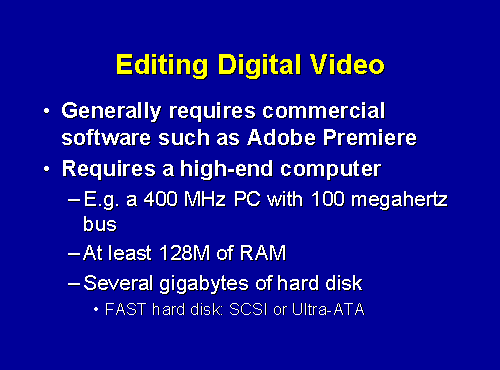 Editing Digital Video
• Generally requires commercial
software such as Adobe Premiere
• Requires a high-end computer
–E.g. a 400 MHz PC with 100 megahertz
bus
–At least 128M of RAM
–Several gigabytes of hard disk
• FAST hard disk: SCSI or Ultra-ATA